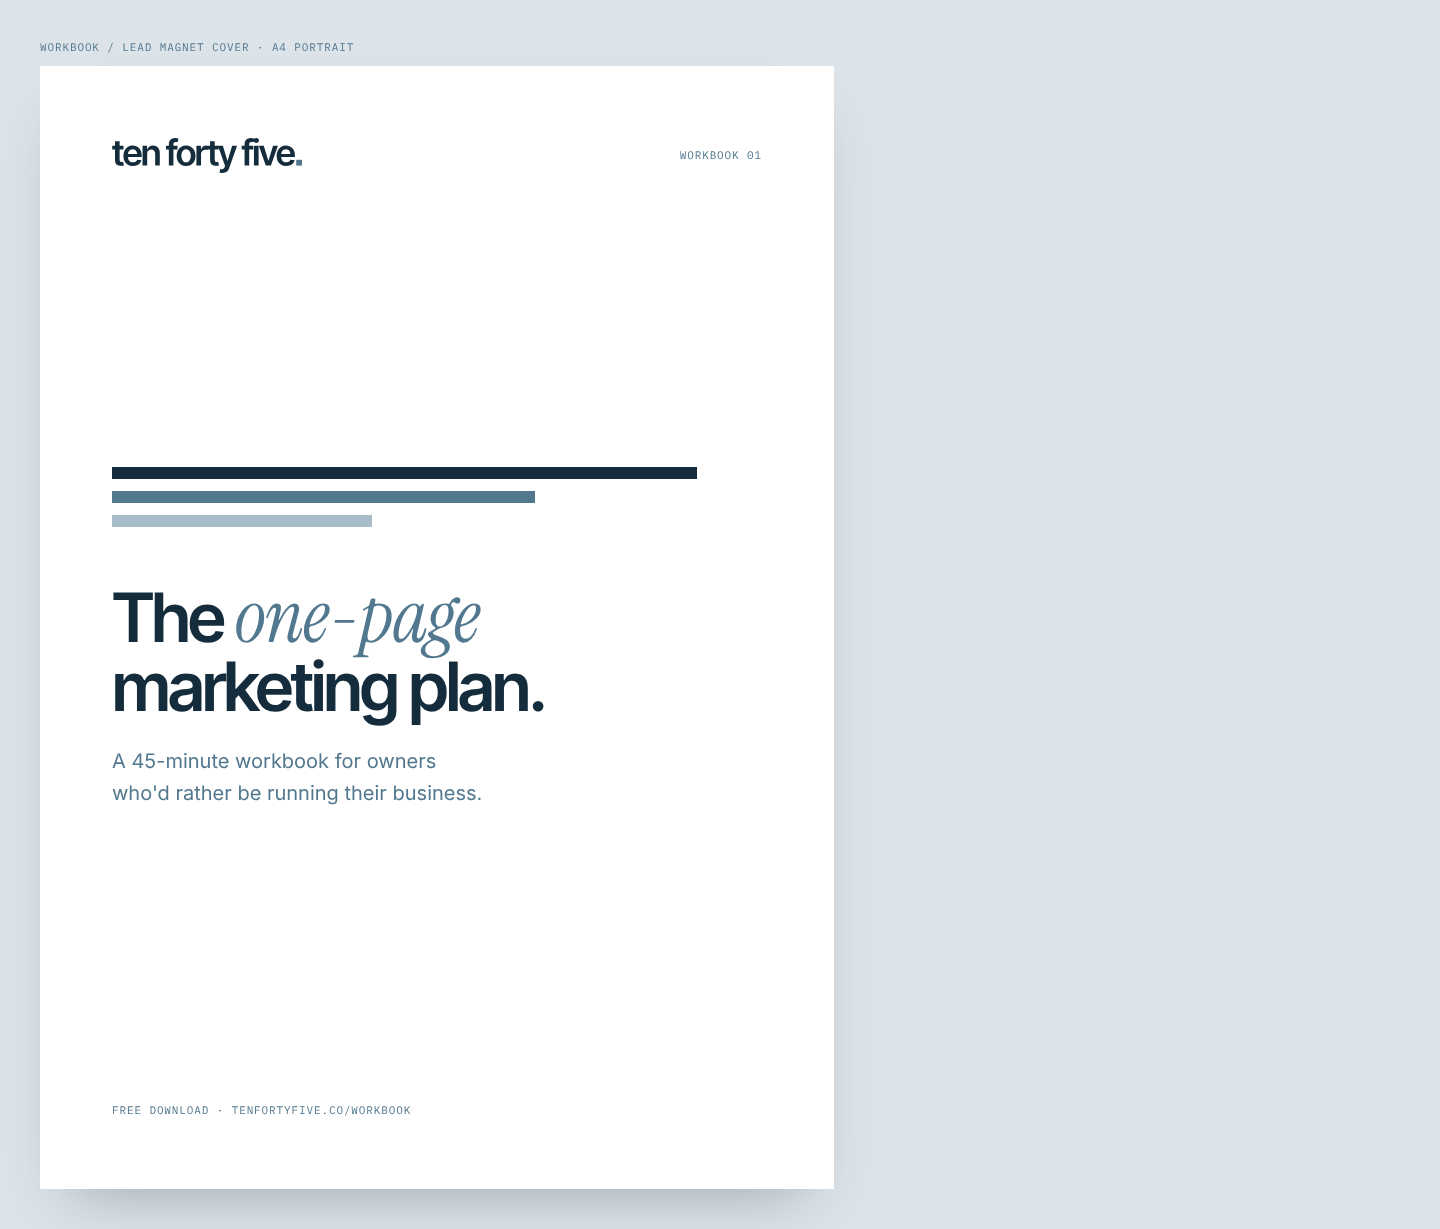 WORKBOOK / LEAD MAGNET COVER · A4 PORTRAIT
ten forty five.
WORKBOOK 01
The one-page
marketing plan.
A 45-minute workbook for owners
who'd rather be running their business.
FREE DOWNLOAD · TENFORTYFIVE.CO/WORKBOOK